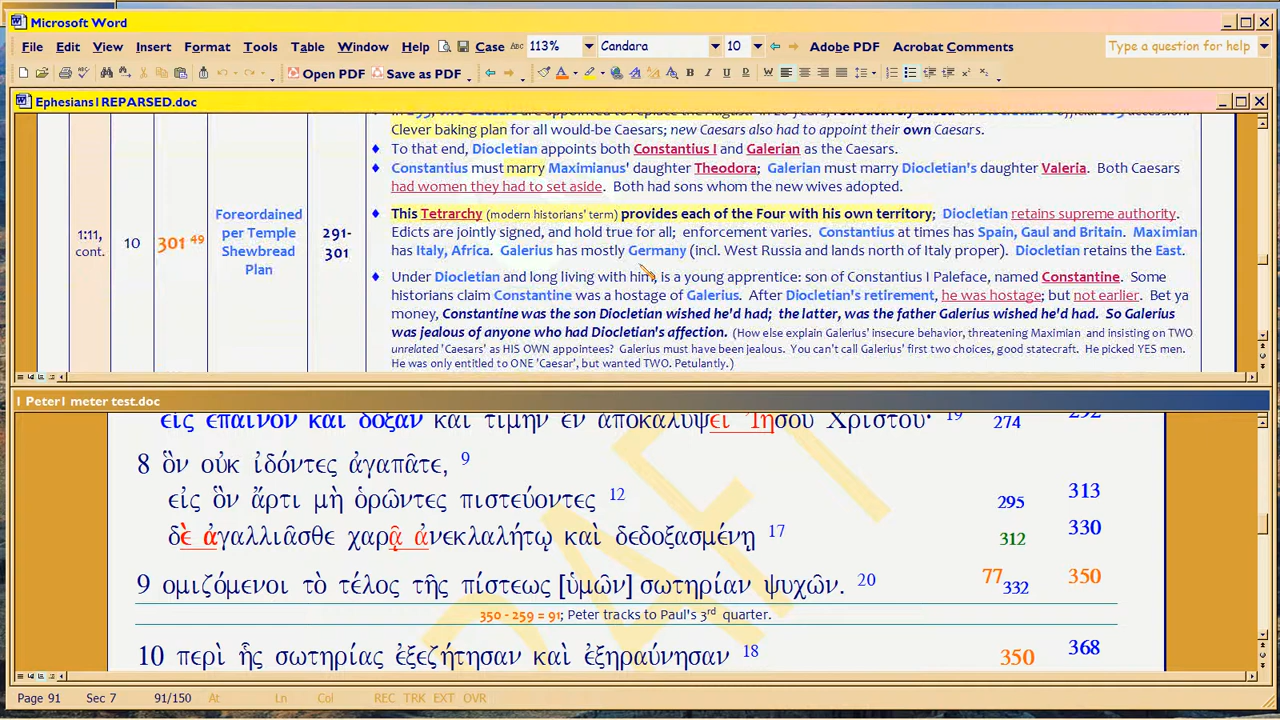 Microsoft Word
File Edit View Insert Format Tools Table Window Help Case 113% Candara 10 Adobe PDF Acrobat Comments Type a question for help
Open PDF Save as PDF
Ephesians1REPARSED.doc
Clever baking plan for all would-be Caesars; new Caesars also had to appoint their own Caesars.
♦ To that end, Diocletian appoints both Constantius I and Galerian as the Caesars.
♦ Constantius must marry Maximianus' daughter Theodora; Galerian must marry Diocletian's daughter Valeria. Both Caesars
had women they had to set aside. Both had sons whom the new wives adopted.
1:11, cont.
10
301 49
Foreordained per Temple Shewbread Plan
291-301
♦ This Tetrarchy (modern historians' term) provides each of the Four with his own territory; Diocletian retains supreme authority.
Edicts are jointly signed, and hold true for all; enforcement varies. Constantius at times has Spain, Gaul and Britain. Maximian
has Italy, Africa. Galerius has mostly Germany (incl. West Russia and lands north of Italy proper). Diocletian retains the East.
♦ Under Diocletian and long living with him, is a young apprentice: son of Constantius I Paleface, named Constantine. Some
historians claim Constantine was a hostage of Galerius. After Diocletian's retirement, he was hostage; but not earlier. Bet ya
money, Constantine was the son Diocletian wished he'd had; the latter, was the father Galerius wished he'd had. So Galerius
was jealous of anyone who had Diocletian's affection. (How else explain Galerius' insecure behavior, threatening Maximian and insisting on TWO
unrelated 'Caesars' as HIS OWN appointees? Galerius must have been jealous. You can't call Galerius' first two choices, good statecraft. He picked YES men.
He was only entitled to ONE 'Caesar', but wanted TWO. Petulantly.)
1 Peter1 meter test.doc
εἰς ἔπαινον καὶ δόξαν καὶ τιμὴν ἐν ἀποκαλύψει Ἰησοῦ Χριστοῦ· 19 274 292
8 ὃν οὐκ ἰδόντες ἀγαπᾶτε, 9
εἰς ὃν ἄρτι μὴ ὁρῶντες πιστεύοντες 12 295 313
δὲ ἀγαλλιᾶσθε χαρᾷ ἀνεκλαλήτῳ καὶ δεδοξασμένῃ 17 312 330
9 ομιζόμενοι τὸ τέλος τῆς πίστεως [ὑμῶν] σωτηρίαν ψυχῶν. 20 77 332 350
350 - 259 = 91; Peter tracks to Paul's 3rd quarter.
10 περὶ ἧς σωτηρίας ἐξεζήτησαν καὶ ἐξηραύνησαν 18 350 368
DRAFT
Page 91 Sec 7 91/150 At Ln Col REC TRK EXT OVR